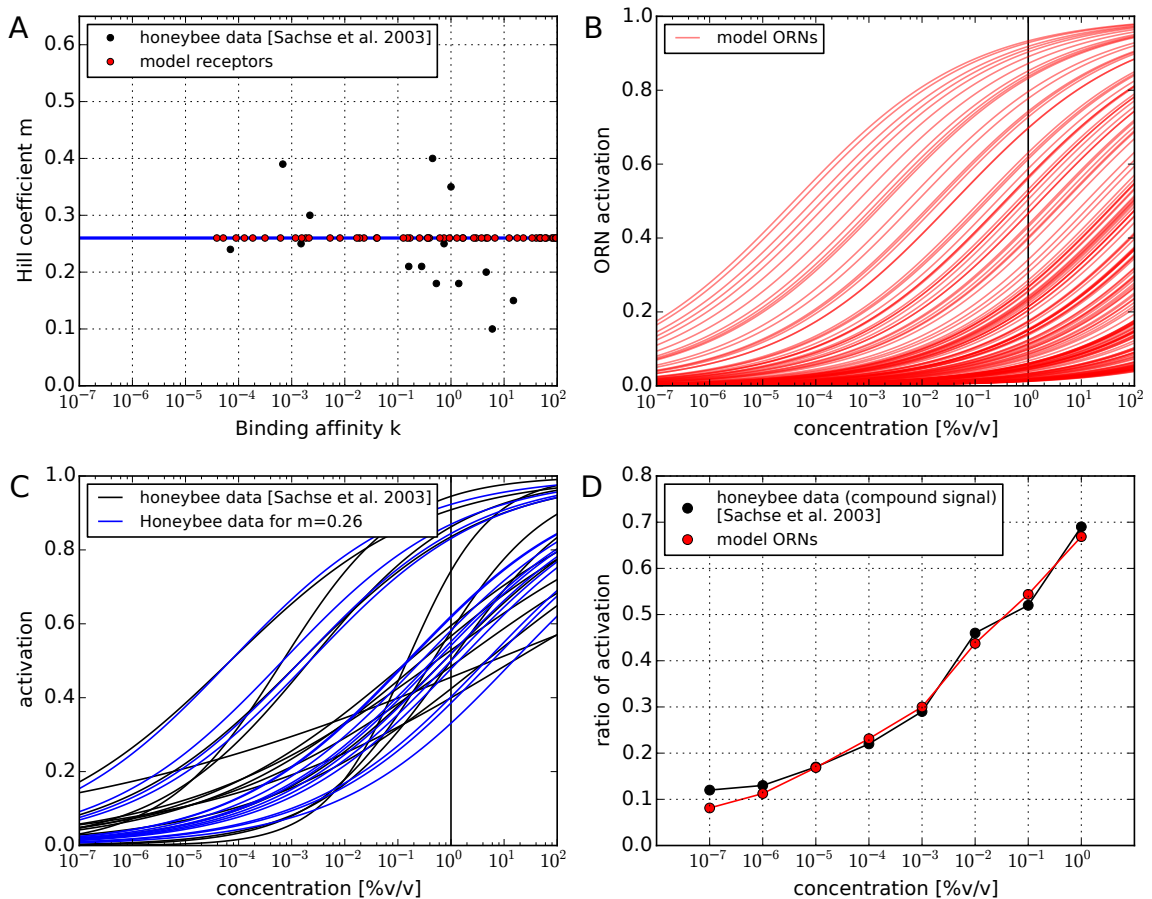 A
honeybee data [Sachse et al. 2003]
model receptors
Hill coefficient m
0.6
0.5
0.4
0.3
0.2
0.1
0.0
10⁻⁷ 10⁻⁶ 10⁻⁵ 10⁻⁴ 10⁻³ 10⁻² 10⁻¹ 10⁰ 10¹ 10²
Binding affinity k
B
model ORNs
ORN activation
1.0
0.8
0.6
0.4
0.2
0.0
10⁻⁷ 10⁻⁶ 10⁻⁵ 10⁻⁴ 10⁻³ 10⁻² 10⁻¹ 10⁰ 10¹ 10²
concentration [%v/v]
C
honeybee data [Sachse et al. 2003]
Honeybee data for m=0.26
activation
1.0
0.8
0.6
0.4
0.2
0.0
10⁻⁷ 10⁻⁶ 10⁻⁵ 10⁻⁴ 10⁻³ 10⁻² 10⁻¹ 10⁰ 10¹ 10²
concentration [%v/v]
D
honeybee data (compound signal)
[Sachse et al. 2003]
model ORNs
ratio of activation
0.8
0.7
0.6
0.5
0.4
0.3
0.2
0.1
0.0
10⁻⁷ 10⁻⁶ 10⁻⁵ 10⁻⁴ 10⁻³ 10⁻² 10⁻¹ 10⁰
concentration [%v/v]